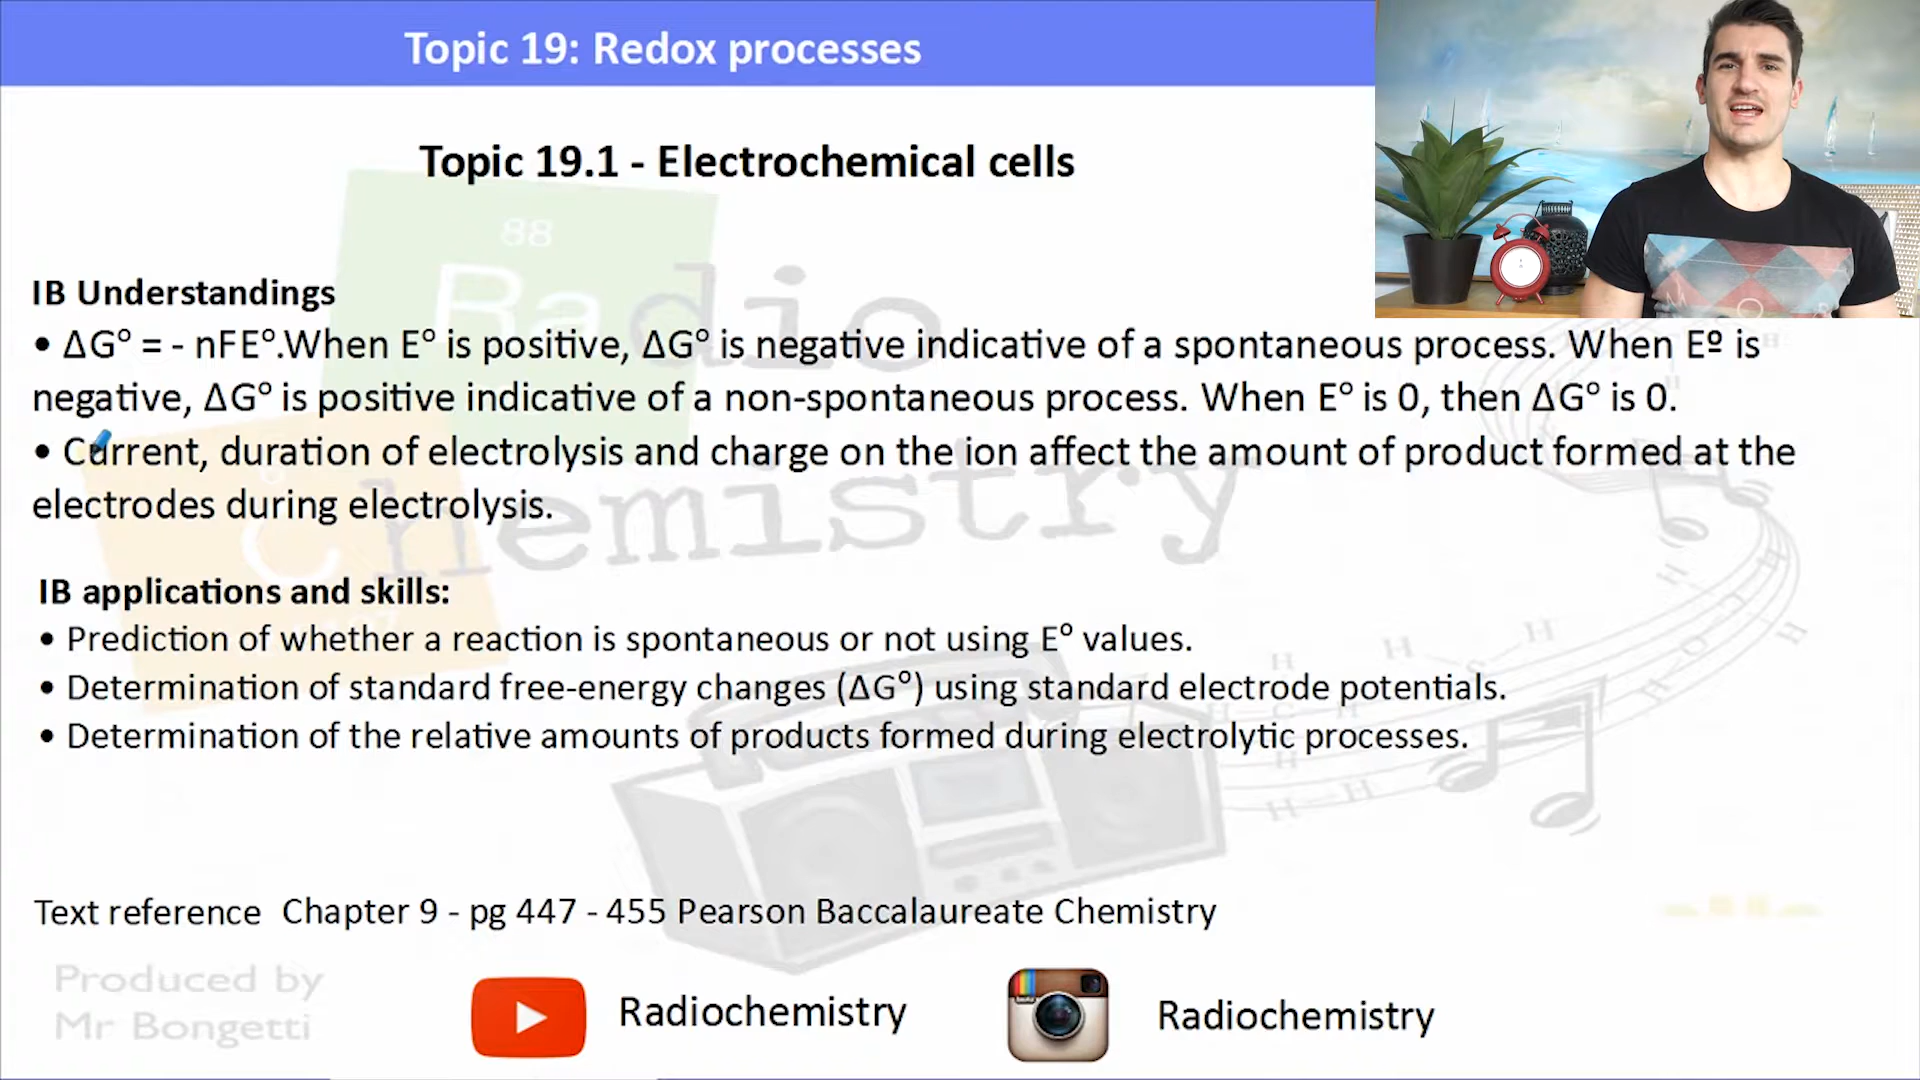 Topic 19: Redox processes
Topic 19.1 - Electrochemical cells
88
Ra dio
Chemistry
IB Understandings
• ΔG° = - nFE°.When E° is positive, ΔG° is negative indicative of a spontaneous process. When Eº is
negative, ΔG° is positive indicative of a non-spontaneous process. When E° is 0, then ΔG° is 0.
• Current, duration of electrolysis and charge on the ion affect the amount of product formed at the
electrodes during electrolysis.
IB applications and skills:
• Prediction of whether a reaction is spontaneous or not using E° values.
• Determination of standard free-energy changes (ΔG°) using standard electrode potentials.
• Determination of the relative amounts of products formed during electrolytic processes.
Text reference Chapter 9 - pg 447 - 455 Pearson Baccalaureate Chemistry
Produced by
Mr Bongetti
Radiochemistry
Radiochemistry